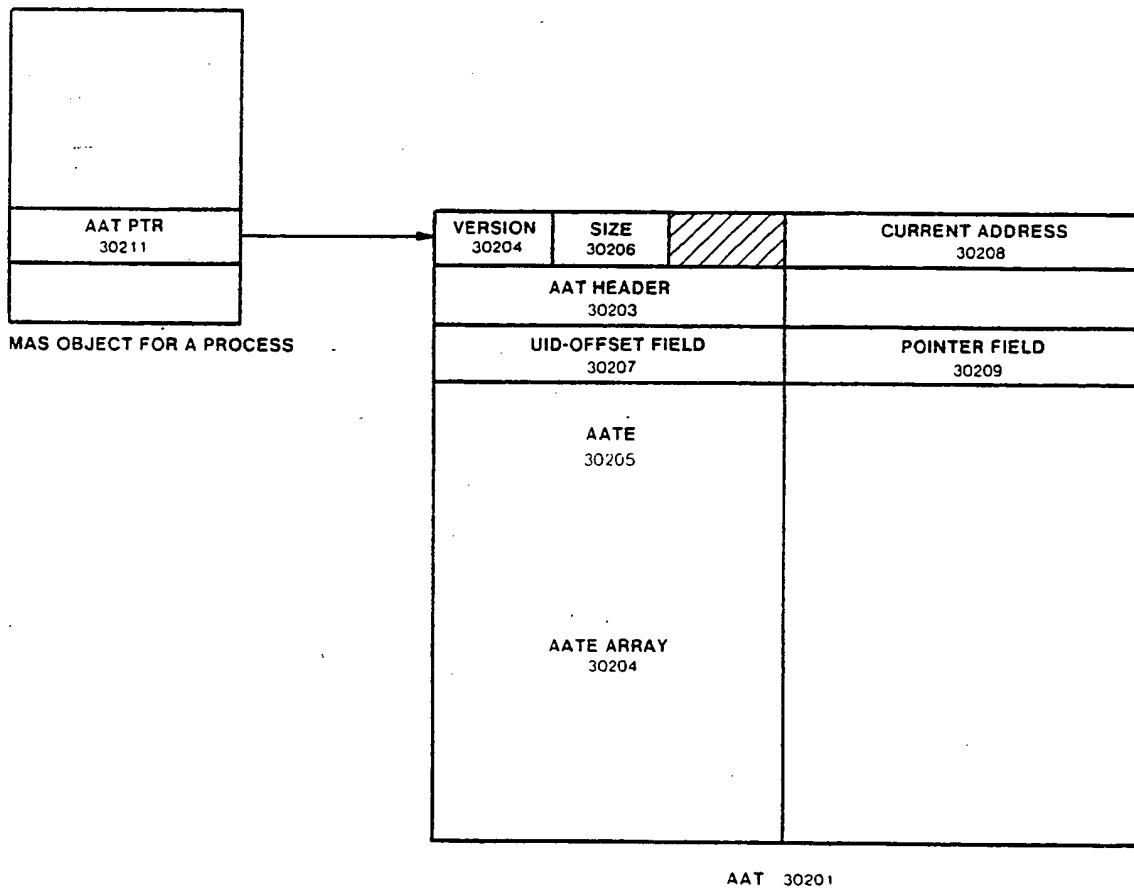 AAT PTR
30211
MAS OBJECT FOR A PROCESS
VERSION
30204
SIZE
30206
CURRENT ADDRESS
30208
AAT HEADER
30203
UID-OFFSET FIELD
30207
POINTER FIELD
30209
AATE
30205
AATE ARRAY
30204
AAT 30201